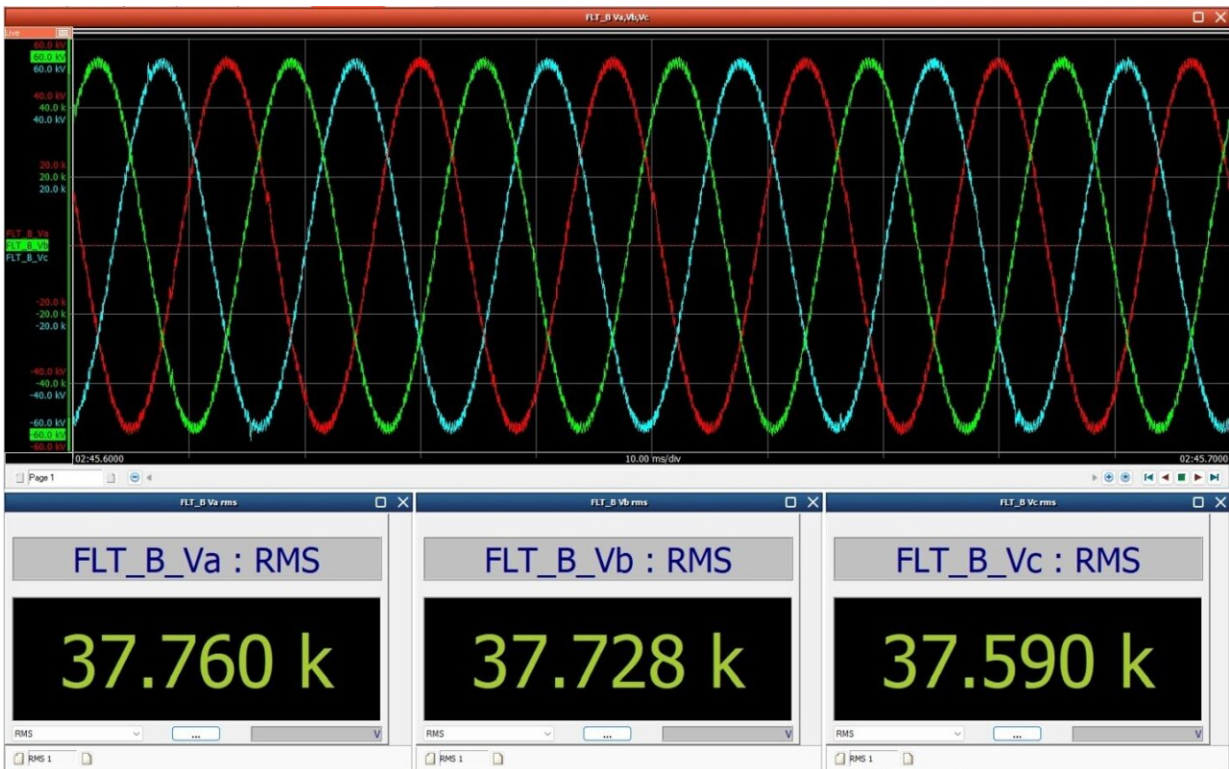 FLT_B Va,Vb,Vc
Live
60.0 kV
60.0 kV
60.0 kV
40.0 kV
40.0 k
40.0 kV
20.0 k
20.0 k
20.0 kV
FLT_B_Va
FLT_B_Vb
FLT_B_Vc
-20.0 k
-20.0 k
-20.0 kV
-40.0 kV
-40.0 k
-40.0 kV
-60.0 kV
-60.0 kV
-60.0 kV
02:45.6000 10.00 ms/div 02:45.7000
Page 1
FLT_B Va rms FLT_B Vb rms FLT_B Vc rms
FLT_B_Va : RMS FLT_B_Vb : RMS FLT_B_Vc : RMS
37.760 k 37.728 k 37.590 k
RMS ... V RMS ... V RMS ... V
RMS 1 RMS 1 RMS 1